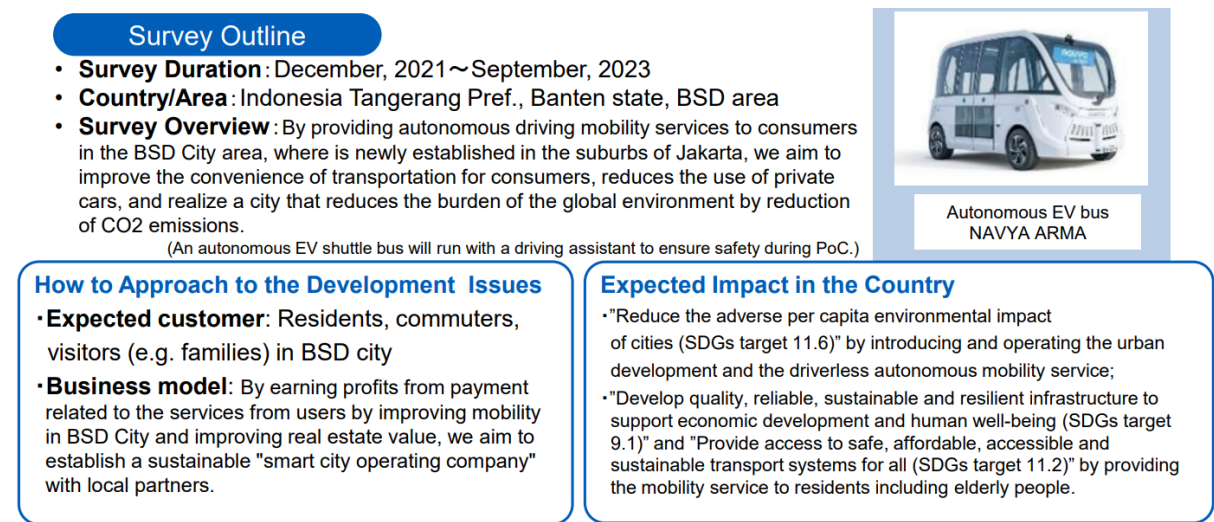 Survey Outline
• Survey Duration：December, 2021～September, 2023
• Country/Area：Indonesia Tangerang Pref., Banten state, BSD area
• Survey Overview：By providing autonomous driving mobility services to consumers
in the BSD City area, where is newly established in the suburbs of Jakarta, we aim to
improve the convenience of transportation for consumers, reduces the use of private
cars, and realize a city that reduces the burden of the global environment by reduction
of CO2 emissions.
(An autonomous EV shuttle bus will run with a driving assistant to ensure safety during PoC.)
Autonomous EV bus
NAVYA ARMA
How to Approach to the Development Issues
・Expected customer: Residents, commuters,
visitors (e.g. families) in BSD city
・Business model: By earning profits from payment
related to the services from users by improving mobility
in BSD City and improving real estate value, we aim to
establish a sustainable "smart city operating company"
with local partners.
Expected Impact in the Country
・”Reduce the adverse per capita environmental impact
of cities (SDGs target 11.6)” by introducing and operating the urban
development and the driverless autonomous mobility service;
・”Develop quality, reliable, sustainable and resilient infrastructure to
support economic development and human well-being (SDGs target
9.1)” and ”Provide access to safe, affordable, accessible and
sustainable transport systems for all (SDGs target 11.2)” by providing
the mobility service to residents including elderly people.